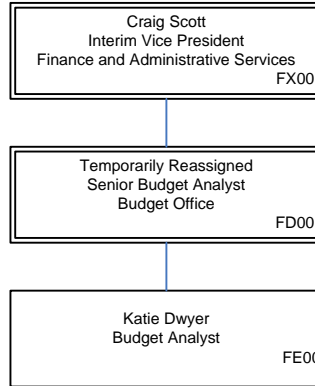 Craig Scott
Interim Vice President
Finance and Administrative Services
FX00
Temporarily Reassigned
Senior Budget Analyst
Budget Office
FD00
Katie Dwyer
Budget Analyst
FE00